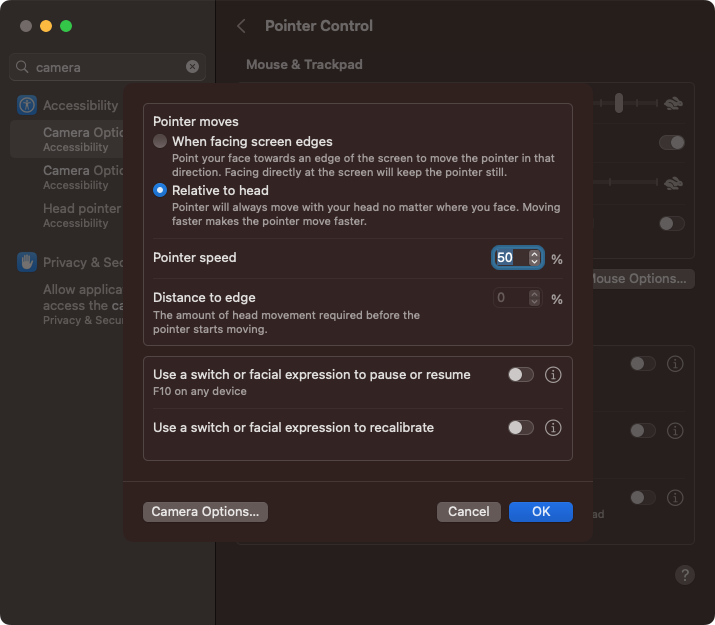 Pointer Control
camera
Mouse & Trackpad
Accessibility
Camera Optic
Accessibility
Camera Optic
Accessibility
Head pointer
Accessibility
Privacy & Sec
Allow applica
access the ca
Privacy & Secu
Pointer moves
When facing screen edges
Point your face towards an edge of the screen to move the pointer in that
direction. Facing directly at the screen will keep the pointer still.
Relative to head
Pointer will always move with your head no matter where you face. Moving
faster makes the pointer move faster.
Pointer speed
50 %
Distance to edge
0 %
The amount of head movement required before the
pointer starts moving.
Use a switch or facial expression to pause or resume
F10 on any device
Use a switch or facial expression to recalibrate
Camera Options...
Cancel
OK
Mouse Options...
ad
?